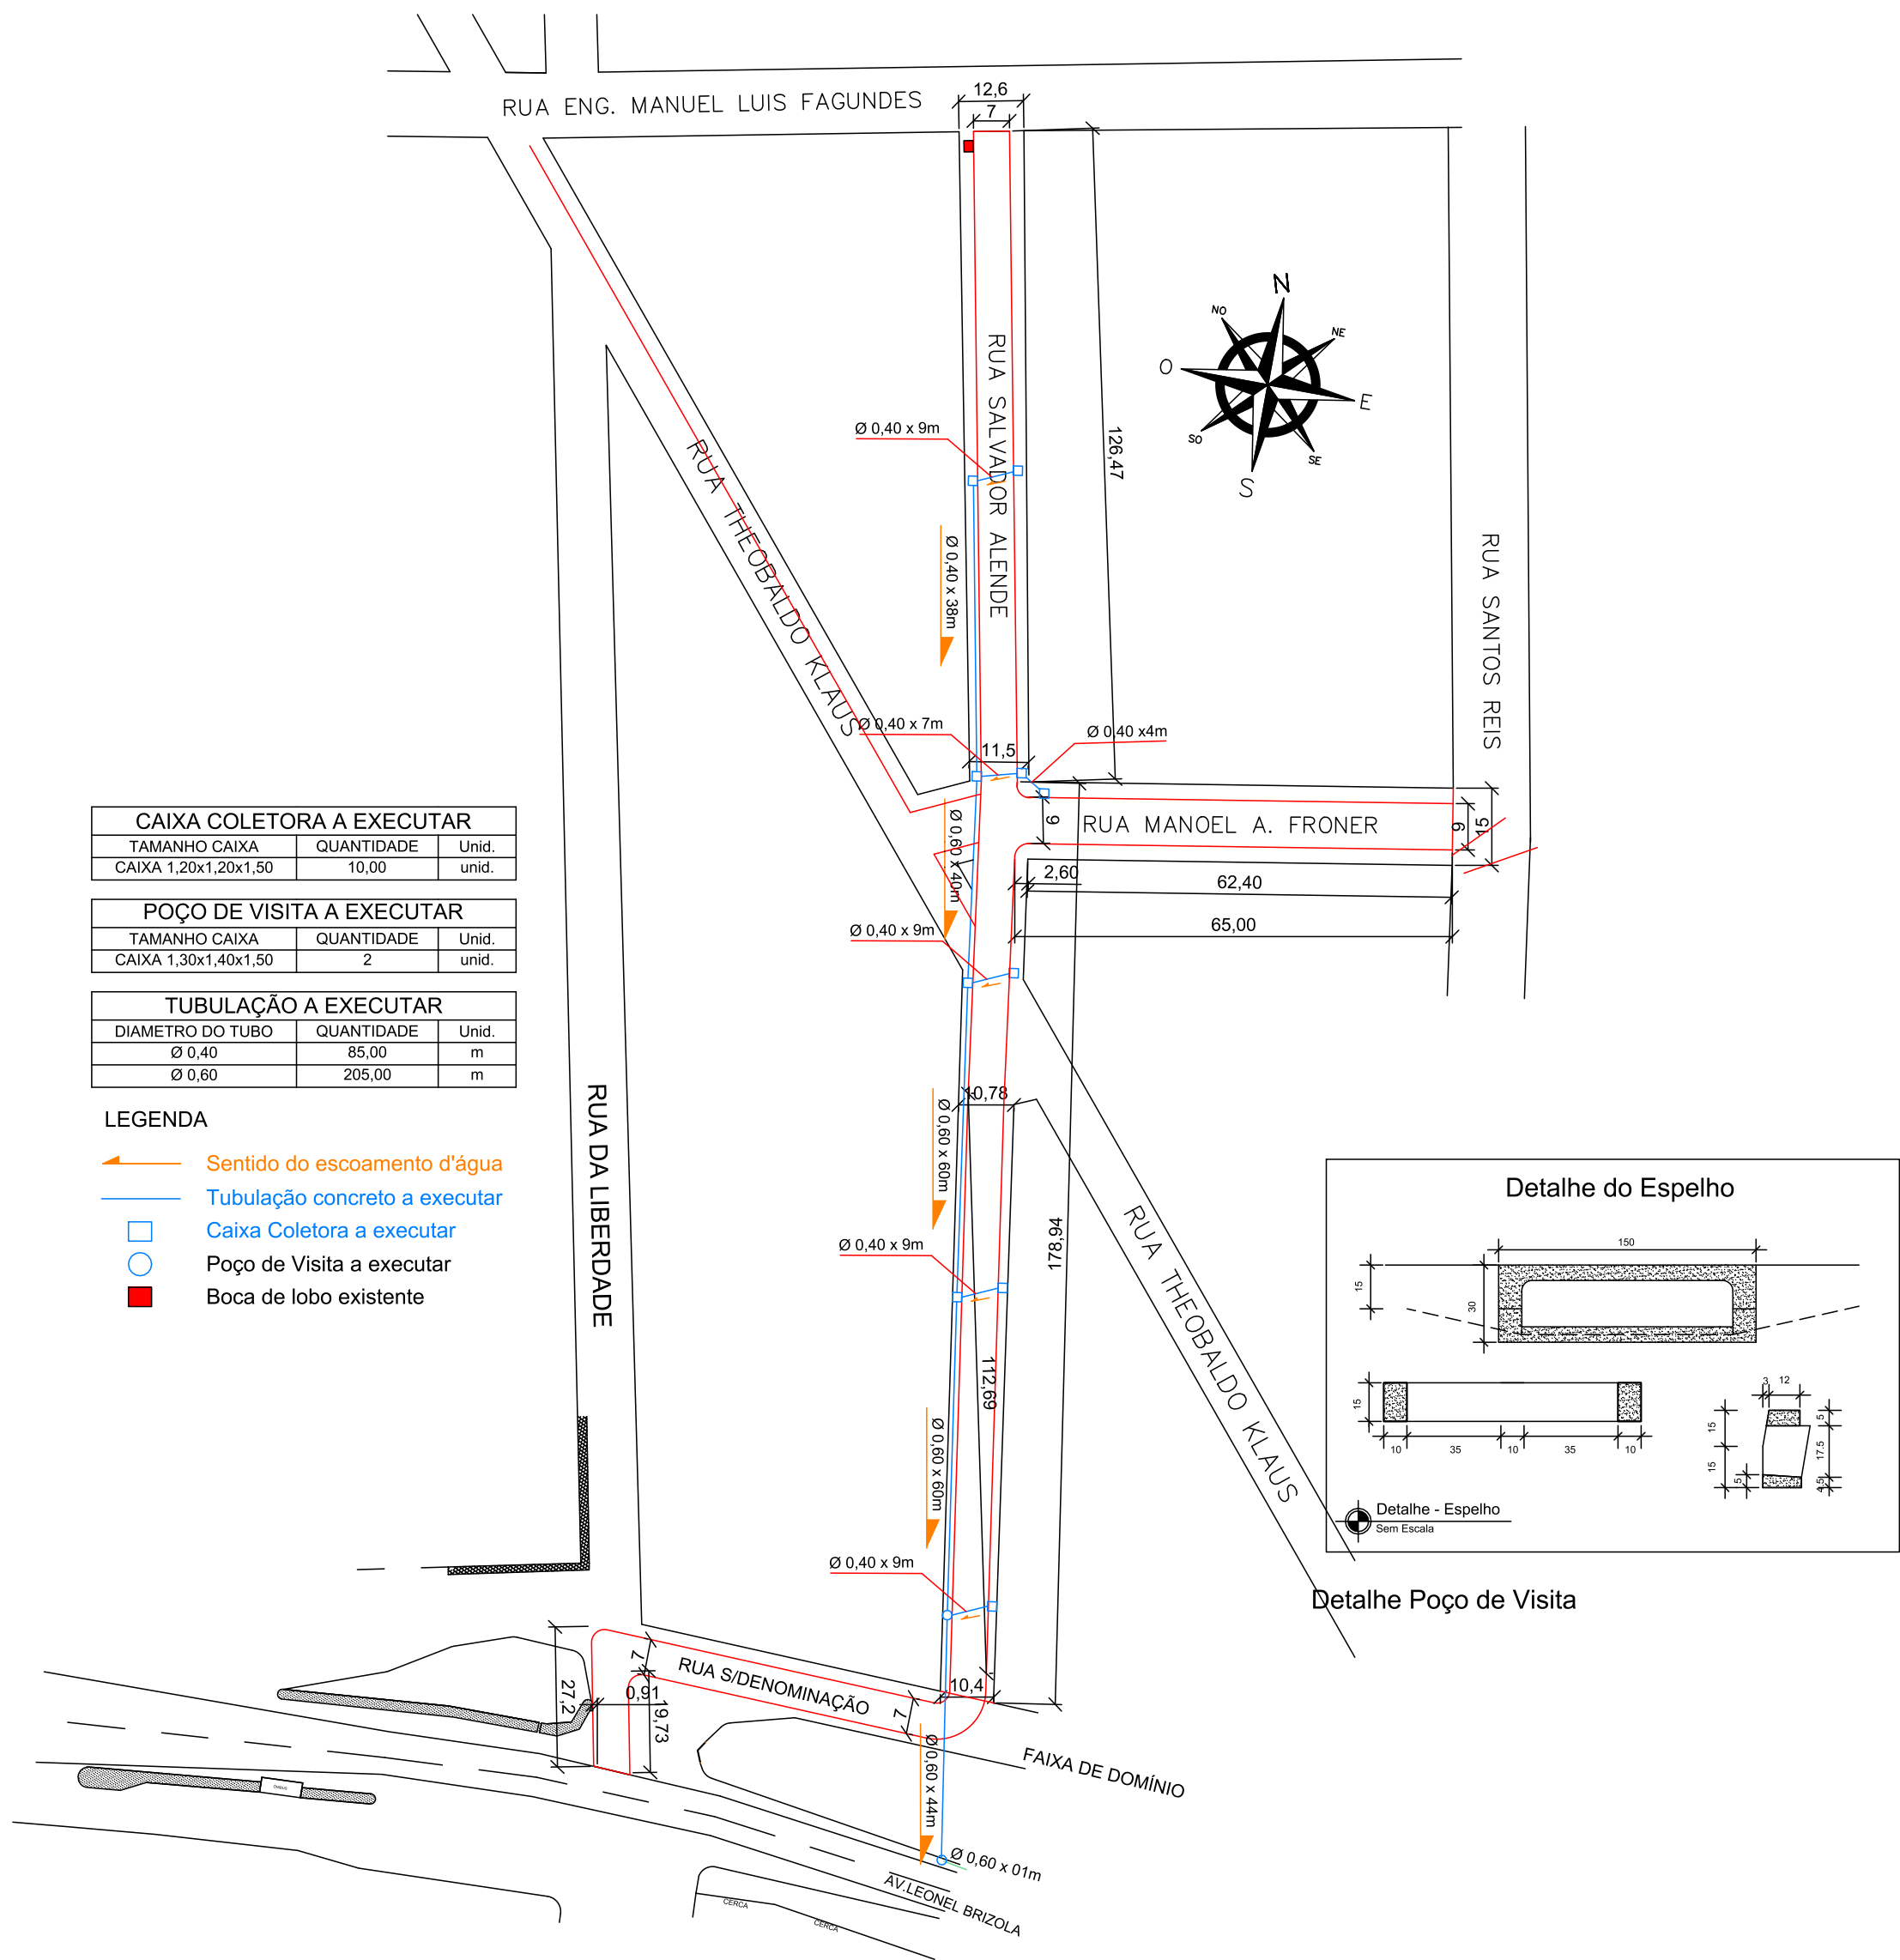 RUA ENG. MANUEL LUIS FAGUNDES
12,6
7
N
NO
NE
O
E
SO
SE
S
RUA SALVADOR ALENDE
126,47
Ø 0,40 x 9m
Ø 0,40 x 38m
RUA THEOBALDO KLAUS
RUA SANTOS REIS
Ø 0,40 x 7m
11,5
Ø 0,40 x4m
9
RUA MANOEL A. FRONER
9
15
Ø 0,60 x 40m
2,60
62,40
65,00
Ø 0,40 x 9m
CAIXA COLETORA A EXECUTAR
TAMANHO CAIXA QUANTIDADE Unid.
CAIXA 1,20x1,20x1,50 10,00 unid.
POÇO DE VISITA A EXECUTAR
TAMANHO CAIXA QUANTIDADE Unid.
CAIXA 1,30x1,40x1,50 2 unid.
TUBULAÇÃO A EXECUTAR
DIAMETRO DO TUBO QUANTIDADE Unid.
Ø 0,40 85,00 m
Ø 0,60 205,00 m
LEGENDA
Sentido do escoamento d'água
Tubulação concreto a executar
Caixa Coletora a executar
Poço de Visita a executar
Boca de lobo existente
RUA DA LIBERDADE
10,78
Ø 0,60 x 60m
178,94
RUA THEOBALDO KLAUS
Ø 0,40 x 9m
112,69
Ø 0,60 x 60m
Ø 0,40 x 9m
Detalhe do Espelho
150
15
30
15
10
35
10
35
10
3
12
15
15
5
5
17.5
4.5
Detalhe - Espelho
Sem Escala
Detalhe Poço de Visita
27,2
7
0,91
19,73
RUA S/DENOMINAÇÃO
10,4
7
Ø 0,60 x 44m
FAIXA DE DOMÍNIO
Ø 0,60 x 01m
AV.LEONEL BRIZOLA
CERCA
CERCA